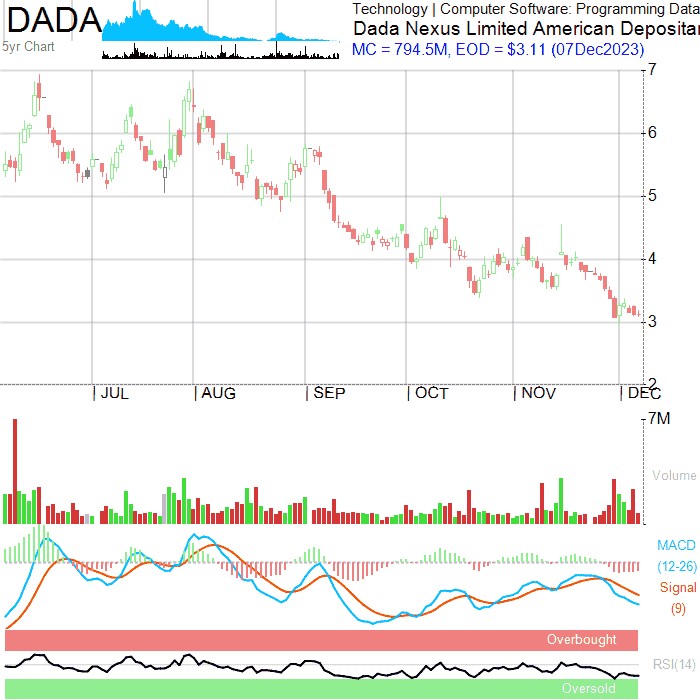 DADA
5yr Chart
Technology | Computer Software: Programming Data
Dada Nexus Limited American Depositar
MC = 794.5M, EOD = $3.11 (07Dec2023)
7
6
5
4
3
2
JUL AUG SEP OCT NOV DEC
7M
Volume
MACD
(12-26)
Signal
(9)
Overbought
RSI(14)
Oversold